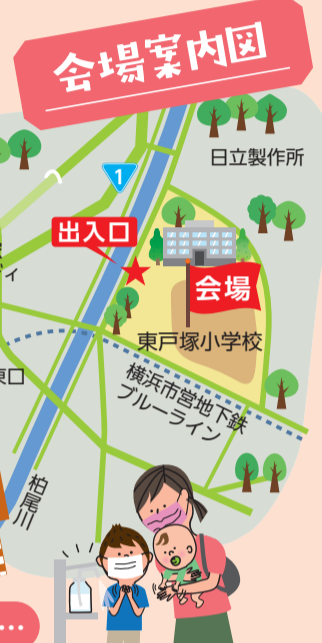 会場案内図
日立製作所
1
出入口
会場
東戸塚小学校
横浜市営地下鉄
ブルーライン
東口
柏尾川